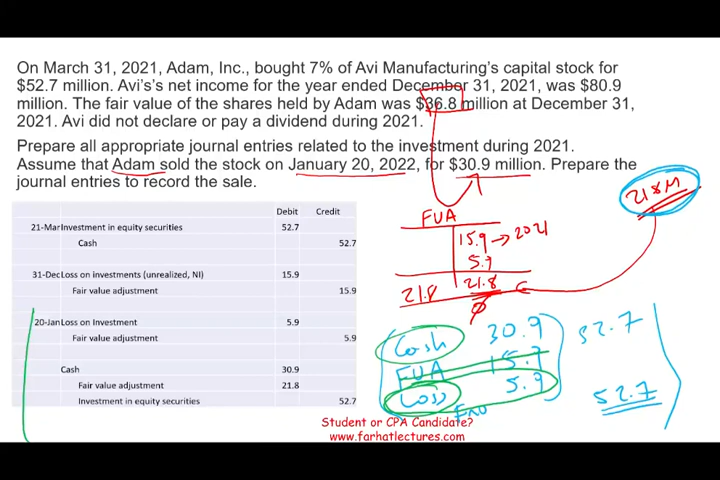 On March 31, 2021, Adam, Inc., bought 7% of Avi Manufacturing's capital stock for
$52.7 million. Avis's net income for the year ended December 31, 2021, was $80.9
million. The fair value of the shares held by Adam was $36.8 million at December 31,
2021. Avi did not declare or pay a dividend during 2021.
Prepare all appropriate journal entries related to the investment during 2021.
Assume that Adam sold the stock on January 20, 2022, for $30.9 million. Prepare the
journal entries to record the sale.
21.8M
FUA
15.9 → 2021
5.9
21.8 21.8
Debit Credit
21-Mar Investment in equity securities 52.7
Cash 52.7
31-Dec Loss on investments (unrealized, NI) 15.9
Fair value adjustment 15.9
20-Jan Loss on Investment 5.9
Fair value adjustment 5.9
Cash 30.9
Fair value adjustment 21.8
Investment in equity securities 52.7
Cash 30.9 52.7
FUA 15.9
Loss 5.9 52.7
Student or CPA Candidate?
www.farhatlectures.com